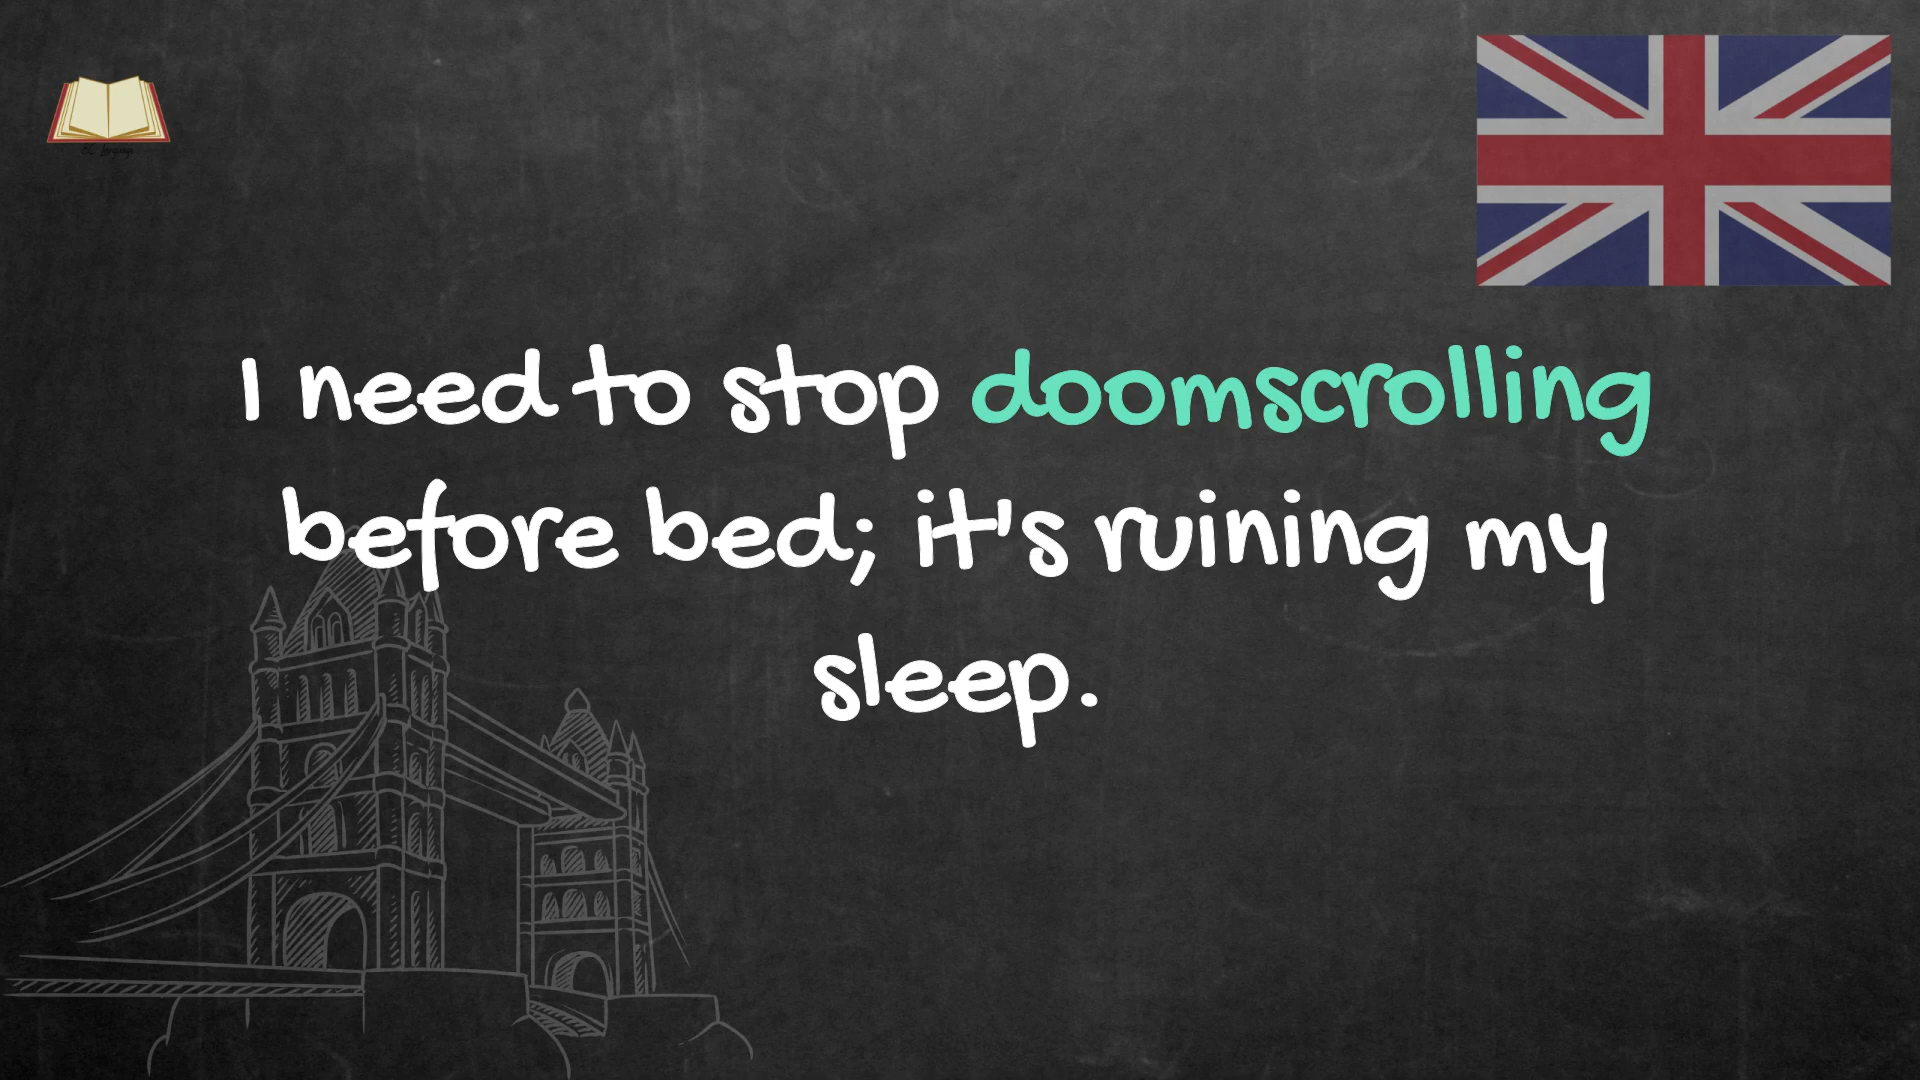 I need to stop doomscrolling
before bed; it's ruining my
sleep.